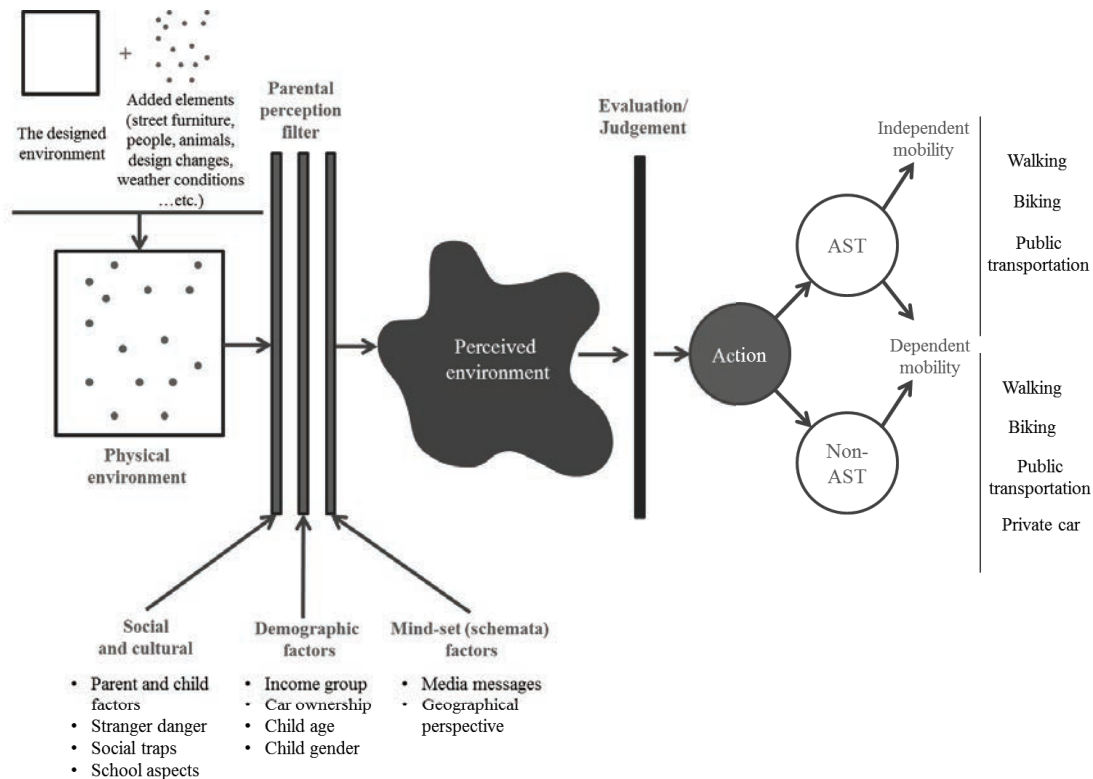 +
The designed
environment
Added elements
(street furniture,
people, animals,
design changes,
weather conditions
…etc.)
Parental
perception
filter
Evaluation/
Judgement
Physical
environment
Perceived
environment
Action
AST
Non-
AST
Independent
mobility
Dependent
mobility
Walking
Biking
Public
transportation
Walking
Biking
Public
transportation
Private car
Social
and cultural
• Parent and child
factors
• Stranger danger
• Social traps
• School aspects
Demographic
factors
• Income group
• Car ownership
• Child age
• Child gender
Mind-set (schemata)
factors
• Media messages
• Geographical
perspective